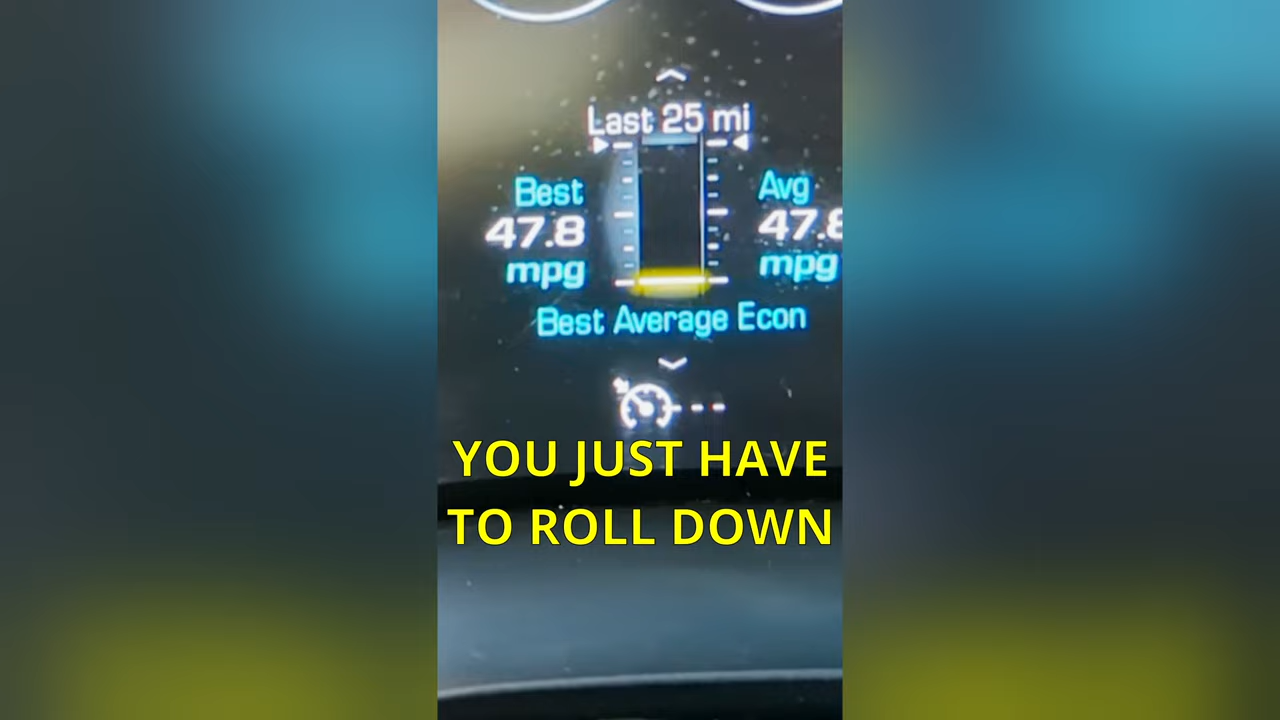 Last 25 mi
Best
Avg
47.8
47.8
mpg
mpg
Best Average Econ
---
YOU JUST HAVE
TO ROLL DOWN